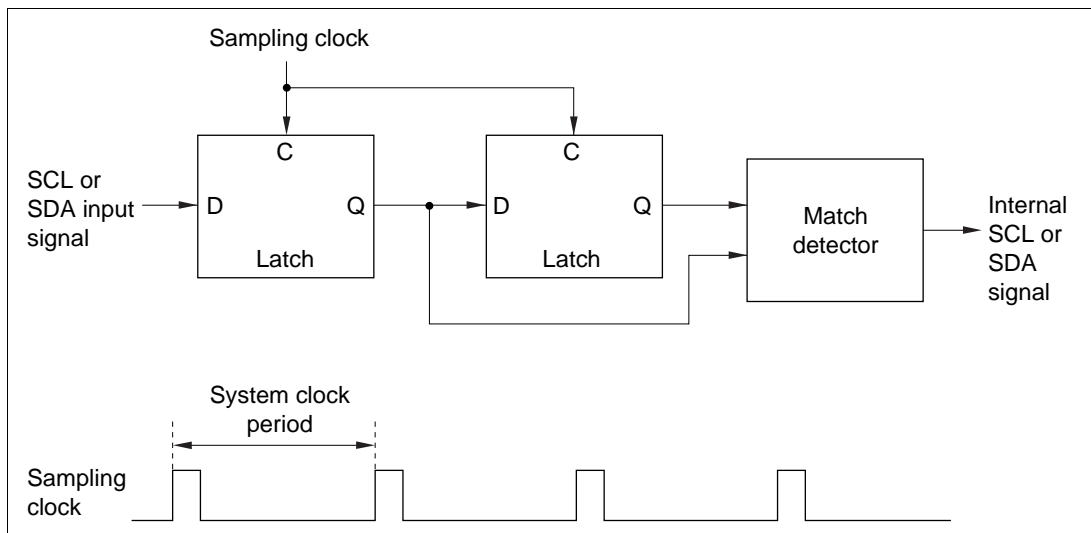 Sampling clock
C
C
SCL or
SDA input
signal
D
Q
D
Q
Latch
Latch
Match
detector
Internal
SCL or
SDA
signal
System clock
period
Sampling
clock